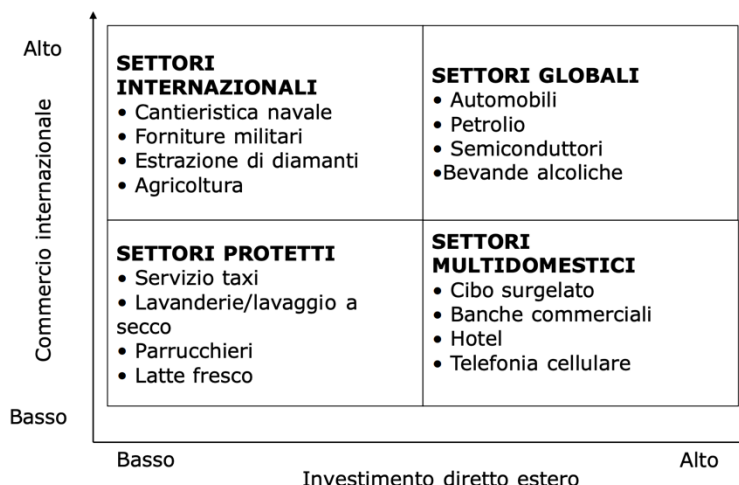 Alto
Commercio internazionale
Basso
SETTORI
INTERNAZIONALI
• Cantieristica navale
• Forniture militari
• Estrazione di diamanti
• Agricoltura
SETTORI GLOBALI
• Automobili
• Petrolio
• Semiconduttori
•Bevande alcoliche
SETTORI PROTETTI
• Servizio taxi
• Lavanderie/lavaggio a
secco
• Parrucchieri
• Latte fresco
SETTORI
MULTIDOMESTICI
• Cibo surgelato
• Banche commerciali
• Hotel
• Telefonia cellulare
Basso
Alto
Investimento diretto estero